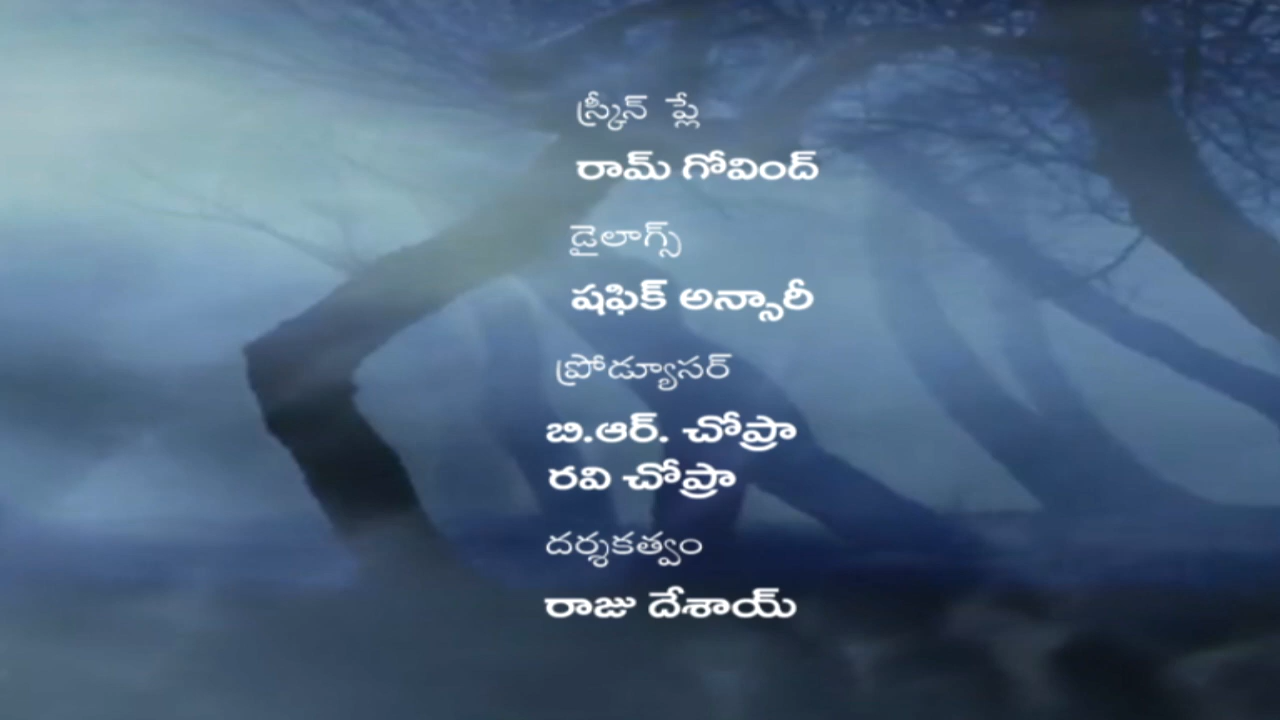 స్క్రీన్ ప్లే
రామ్ గోవింద్
డైలాగ్స్
షఫిక్ అన్సారీ
ప్రోడ్యూసర్
బి.ఆర్. చోప్రా
రవి చోప్రా
దర్శకత్వం
రాజు దేశాయ్